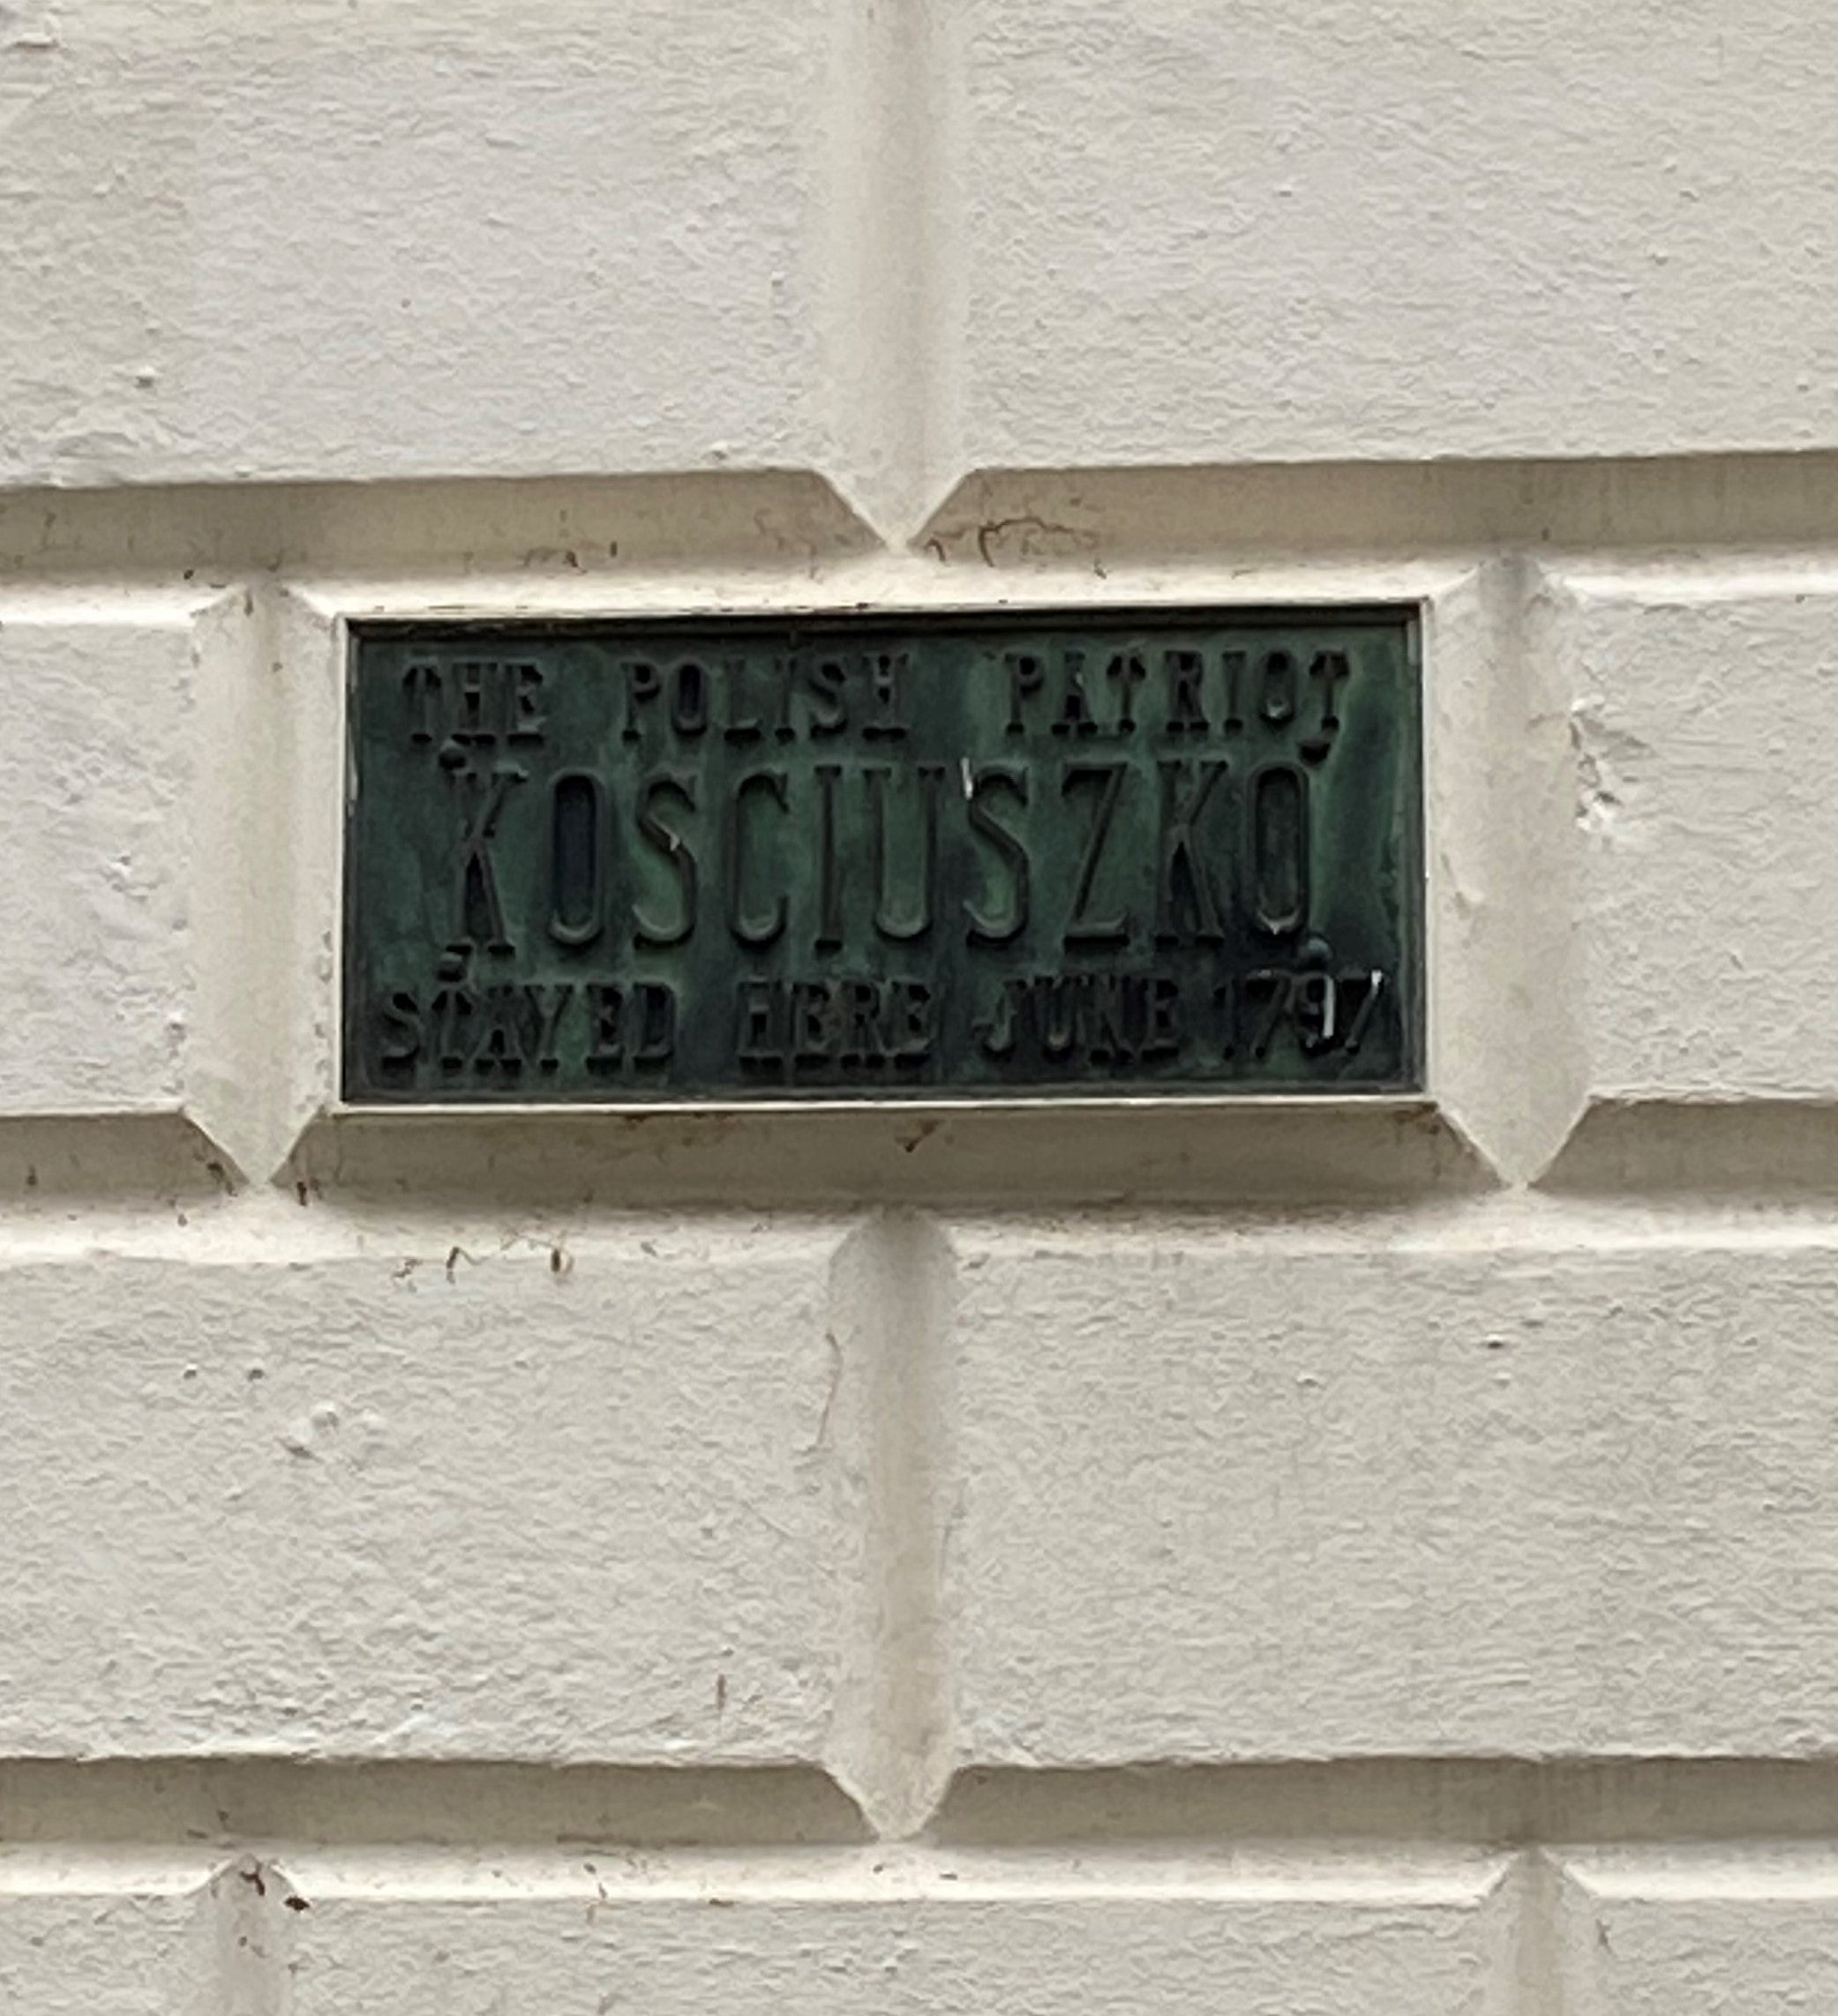 THE POLISH PATRIOT
KOSCIUSZKO
STAYED HERE JUNE 1797